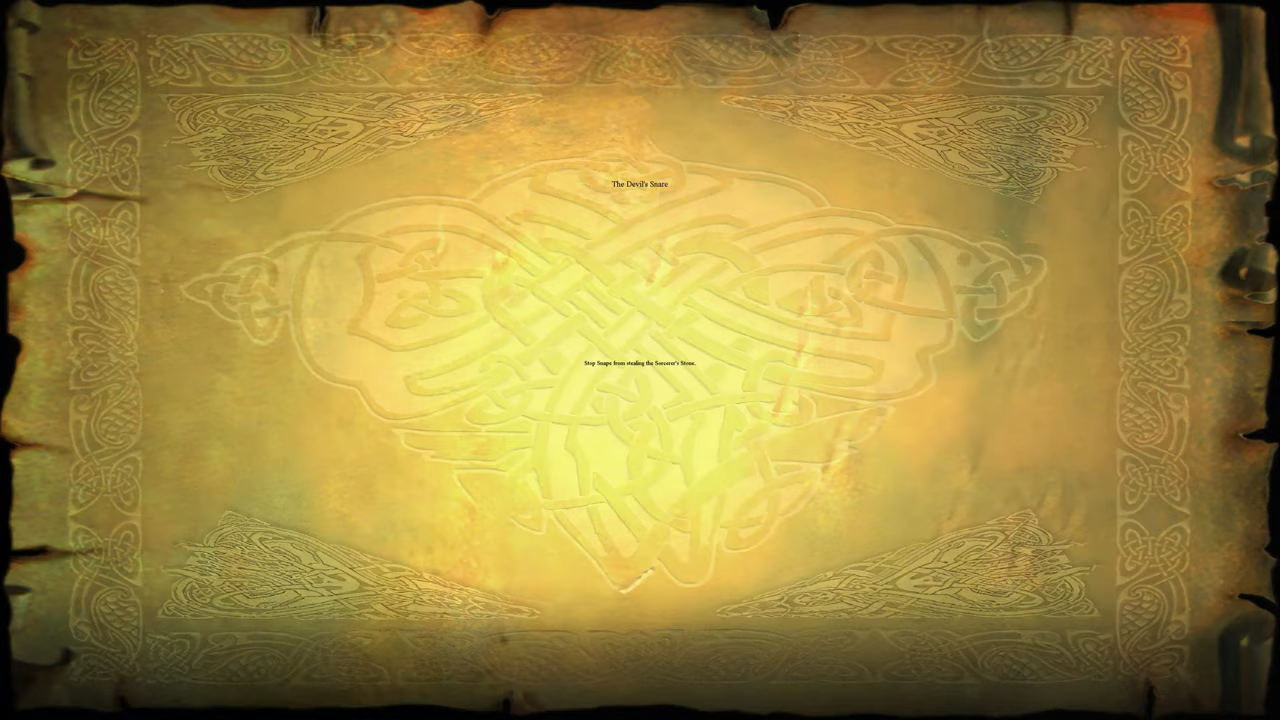 The Devil's Snare
Stop Snape from stealing the Sorcerer's Stone.